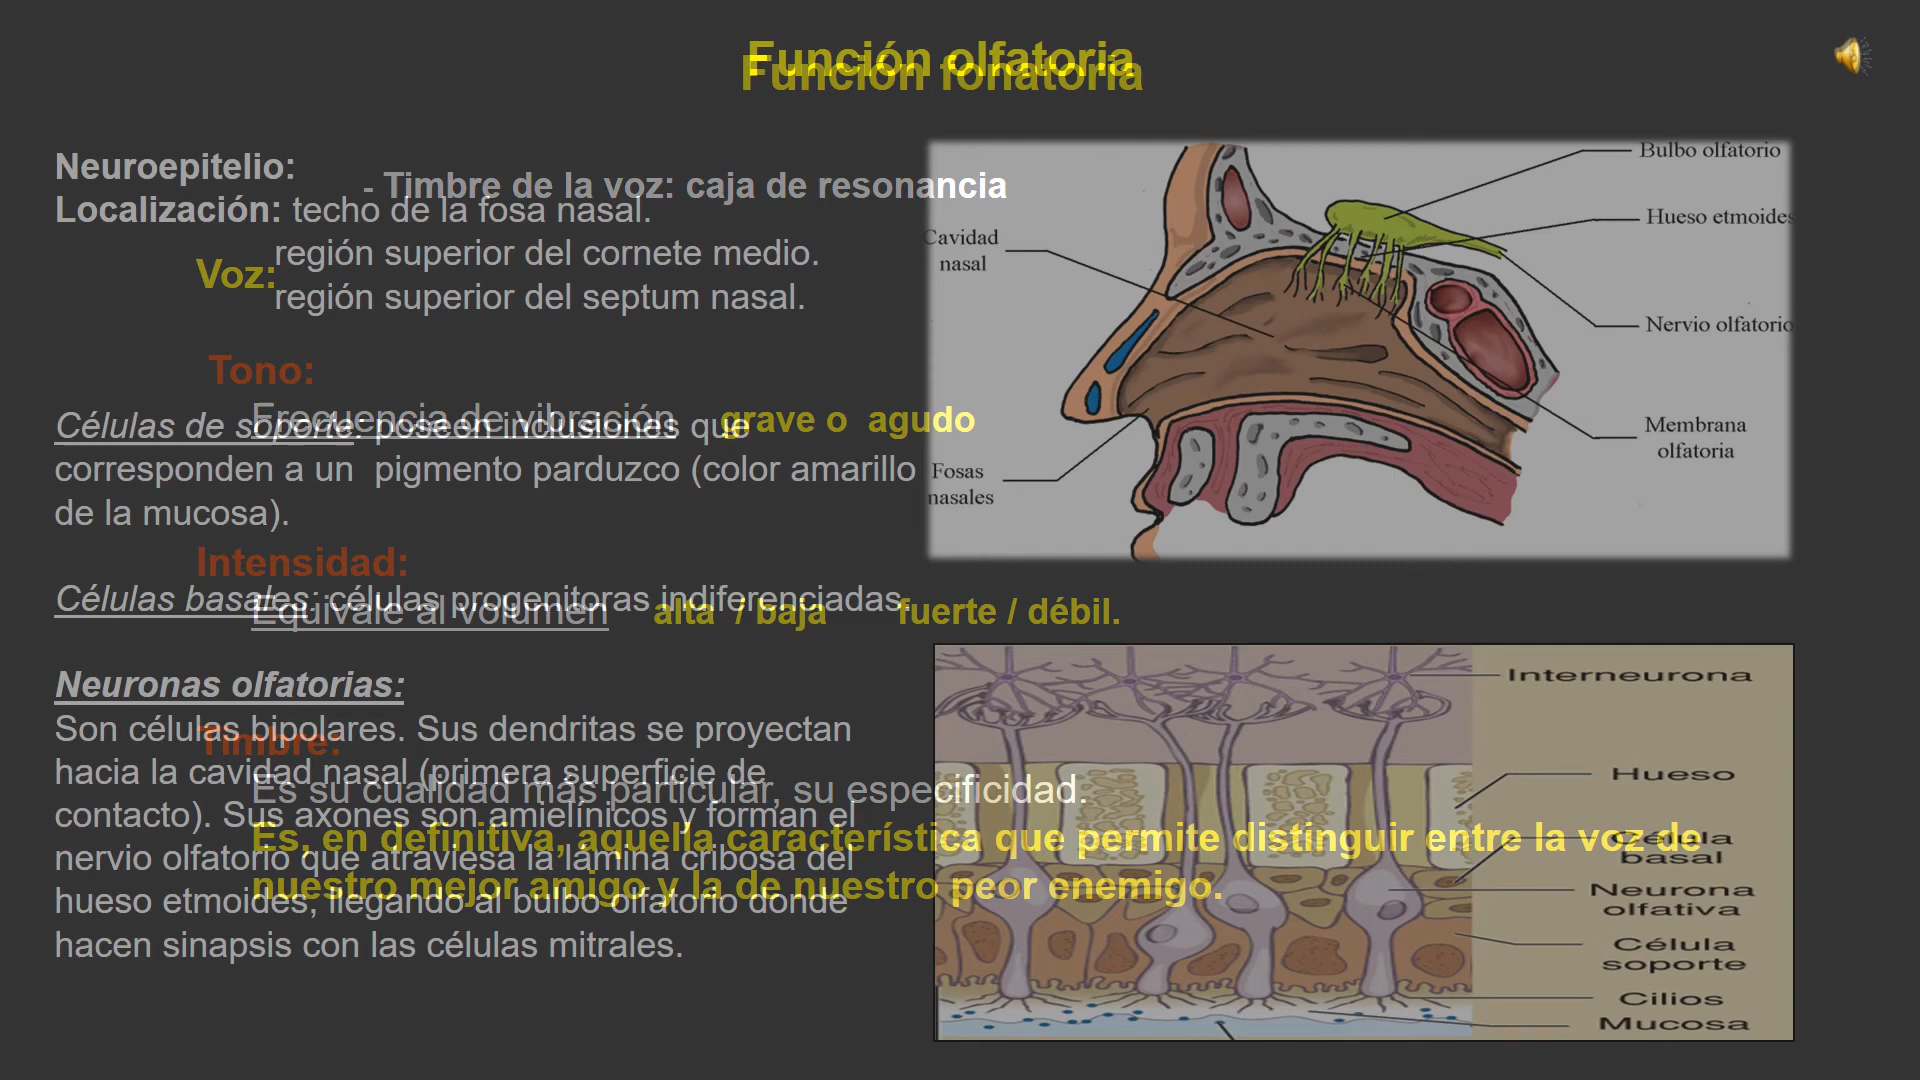 Función olfatoria
Función fonatoria
Neuroepitelio:
- Timbre de la voz: caja de resonancia
Localización: techo de la fosa nasal.
región superior del cornete medio.
Voz:
región superior del septum nasal.
Tono:
Frecuencia de vibración grave o agudo
Células de soporte: poseen inclusiones que
corresponden a un pigmento parduzco (color amarillo
de la mucosa).
Intensidad:
Células basales: células progenitoras indiferenciadas.
Equivale al volumen alta / baja fuerte / débil.
Neuronas olfatorias:
Son células bipolares. Sus dendritas se proyectan
Timbre:
hacia la cavidad nasal (primera superficie de
Es su cualidad más particular, su especificidad.
contacto). Sus axones son amielínicos y forman el
Es, en definitiva, aquella característica que permite distinguir entre la voz de
nervio olfatorio que atraviesa la lámina cribosa del
nuestro mejor amigo y la de nuestro peor enemigo.
hueso etmoides, llegando al bulbo olfatorio donde
hacen sinapsis con las células mitrales.
Bulbo olfatorio
Hueso etmoides
Cavidad
nasal
Nervio olfatorio
Membrana
olfatoria
Fosas
nasales
Interneurona
Hueso
Célula
basal
Neurona
olfativa
Célula
soporte
Cilios
Mucosa